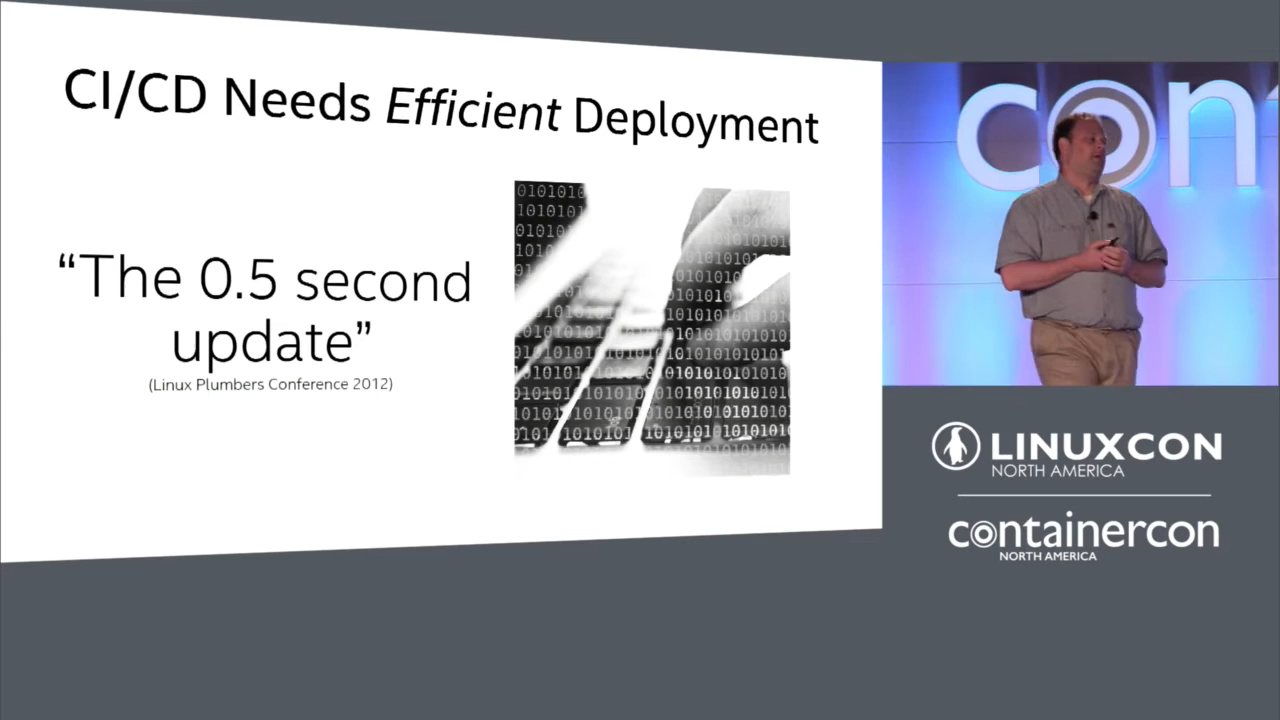 CI/CD Needs Efficient Deployment
“The 0.5 second
update”
(Linux Plumbers Conference 2012)
con
LINUXCON
NORTH AMERICA
containercon
NORTH AMERICA